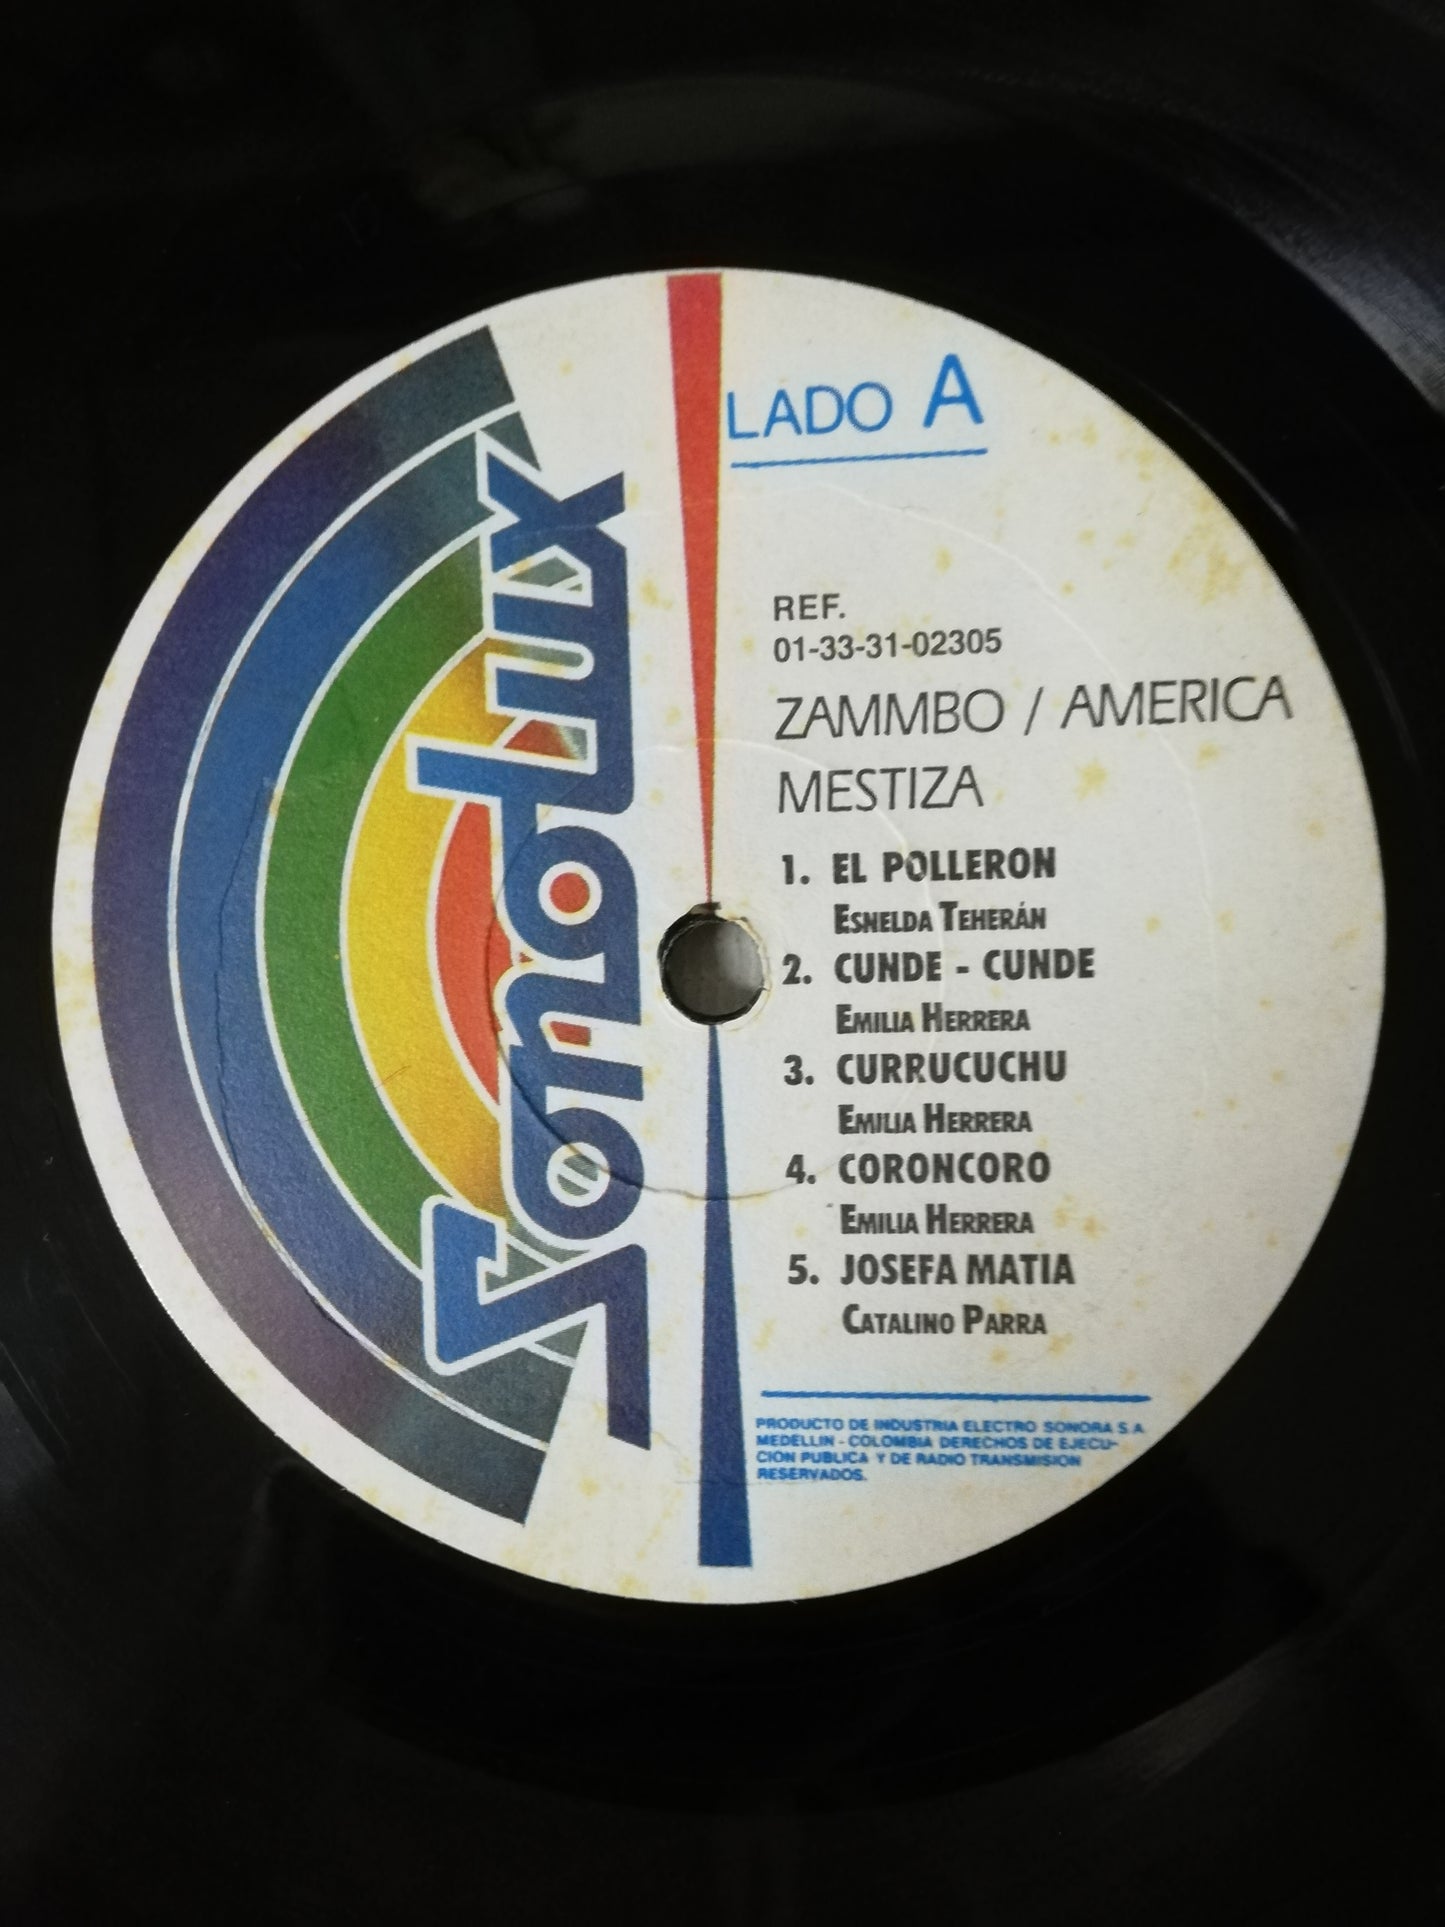 SONOLUX
LADO A
REF.
01-33-31-02305
ZAMMBO / AMERICA
MESTIZA
1. EL POLLERON
ESNELDA TEHERÁN
2. CUNDE - CUNDE
EMILIA HERRERA
3. CURRUCUCHU
EMILIA HERRERA
4. CORONCORO
EMILIA HERRERA
5. JOSEFA MATIA
CATALINO PARRA
PRODUCTO DE INDUSTRIA ELECTRO SONORA S.A.
MEDELLIN - COLOMBIA DERECHOS DE EJECU-
CION PUBLICA Y DE RADIO TRANSMISION
RESERVADOS.